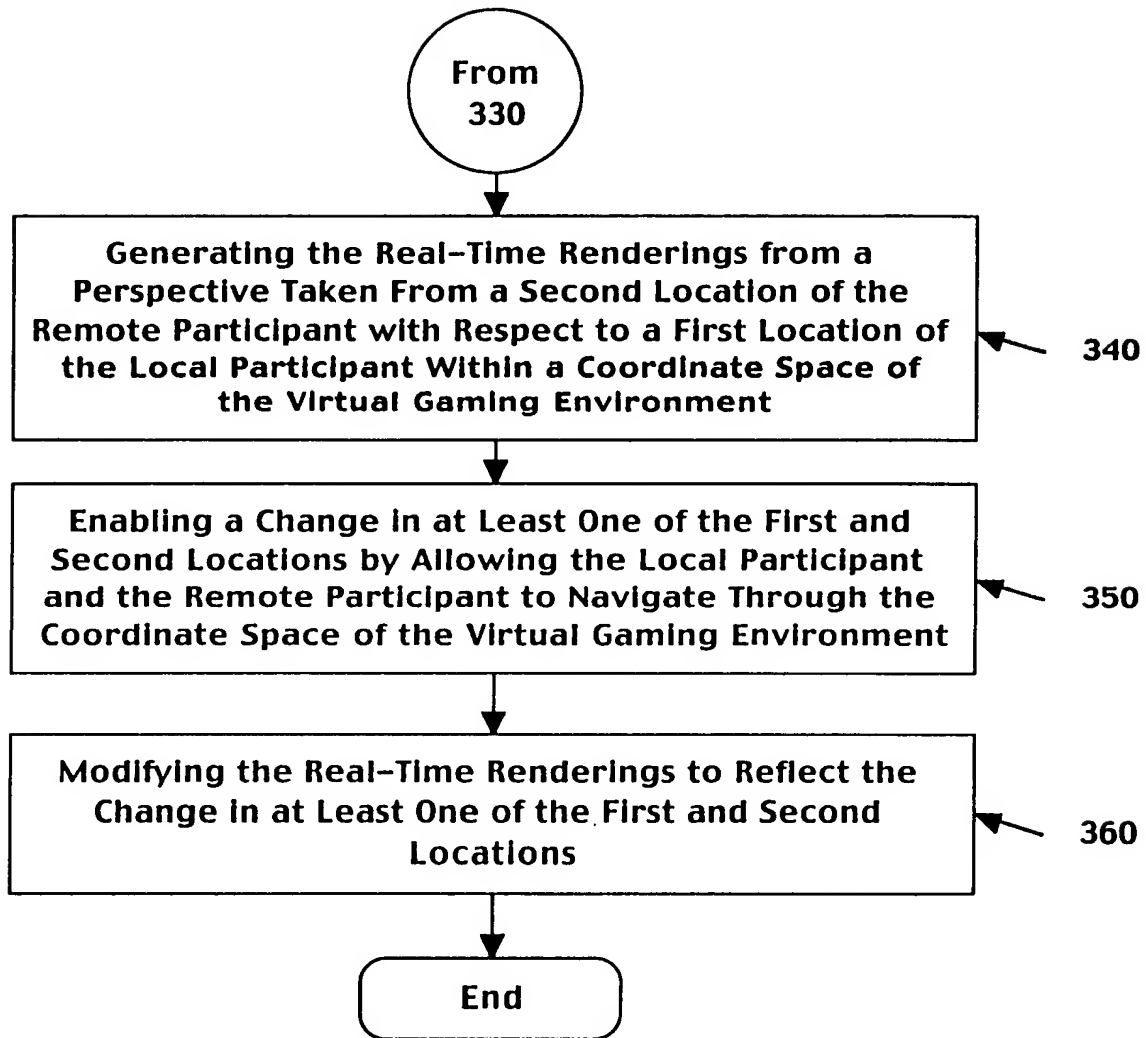 From
330
Generating the Real-Time Renderings from a
Perspective Taken From a Second Location of the
Remote Participant with Respect to a First Location of
the Local Participant Within a Coordinate Space of
the Virtual Gaming Environment
340
Enabling a Change in at Least One of the First and
Second Locations by Allowing the Local Participant
and the Remote Participant to Navigate Through the
Coordinate Space of the Virtual Gaming Environment
350
Modifying the Real-Time Renderings to Reflect the
Change in at Least One of the First and Second
Locations
360
End